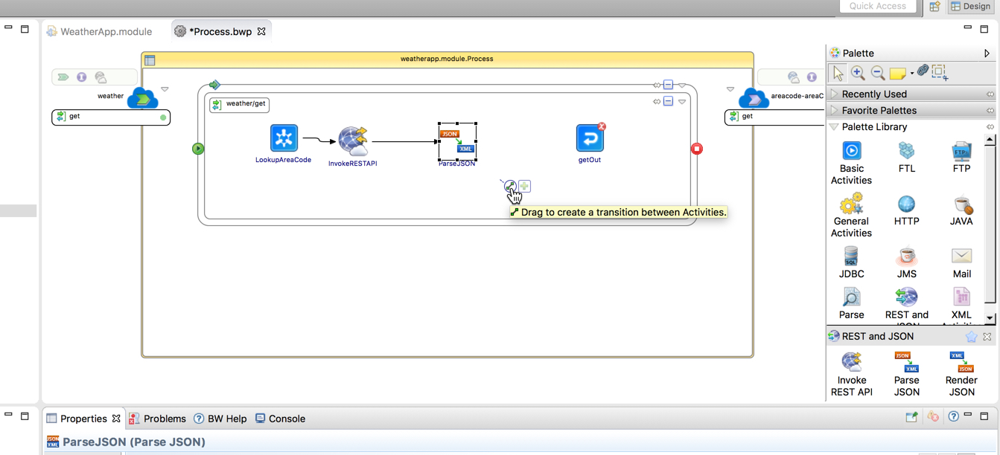 Quick Access
Design
WeatherApp.module
*Process.bwp
weatherapp.module.Process
weather
get
weather/get
LookupAreaCode
InvokeRESTAPI
JSON
XML
ParseJSON
getOut
areacode-areaC
get
Drag to create a transition between Activities.
Palette
Recently Used
Favorite Palettes
Palette Library
Basic
Activities
FTL
FTP
FTP
General
Activities
HTTP
JAVA
SQL
JDBC
JMS
Mail
Parse
REST and
JSON
XML
Activities
REST and JSON
Invoke
REST API
JSON
XML
Parse
JSON
XML
JSON
Render
JSON
Properties
Problems
BW Help
Console
JSON
XML
ParseJSON (Parse JSON)